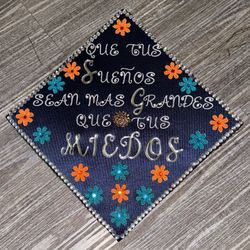 QUE TUS
SUEÑOS
SEAN MAS GRANDES
QUE TUS
MIEDOS